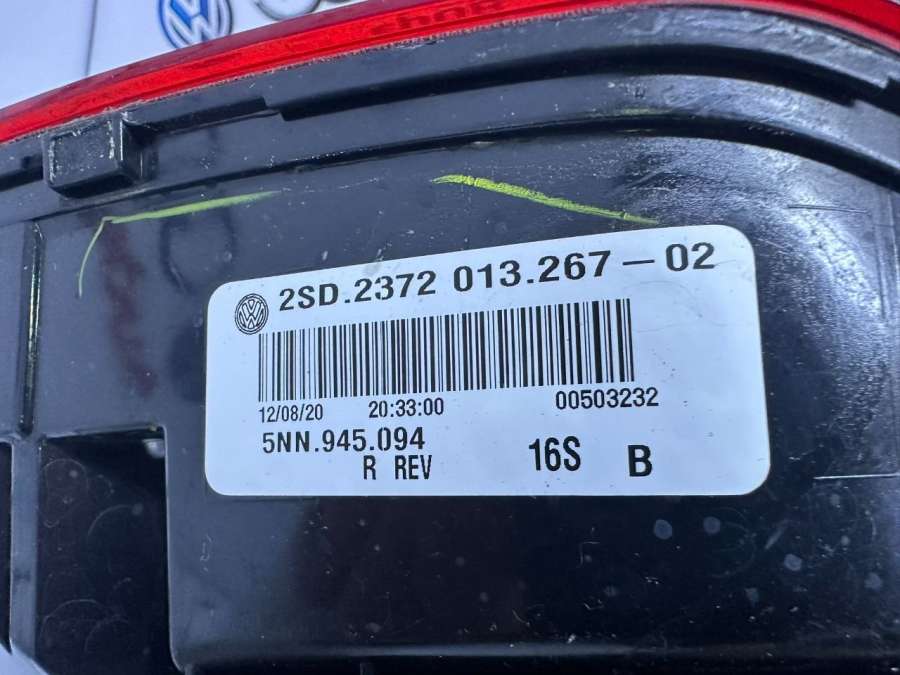 2SD.2372 013.267-02
12/08/20 20:33:00 00503232
5NN.945.094 16S B
R REV